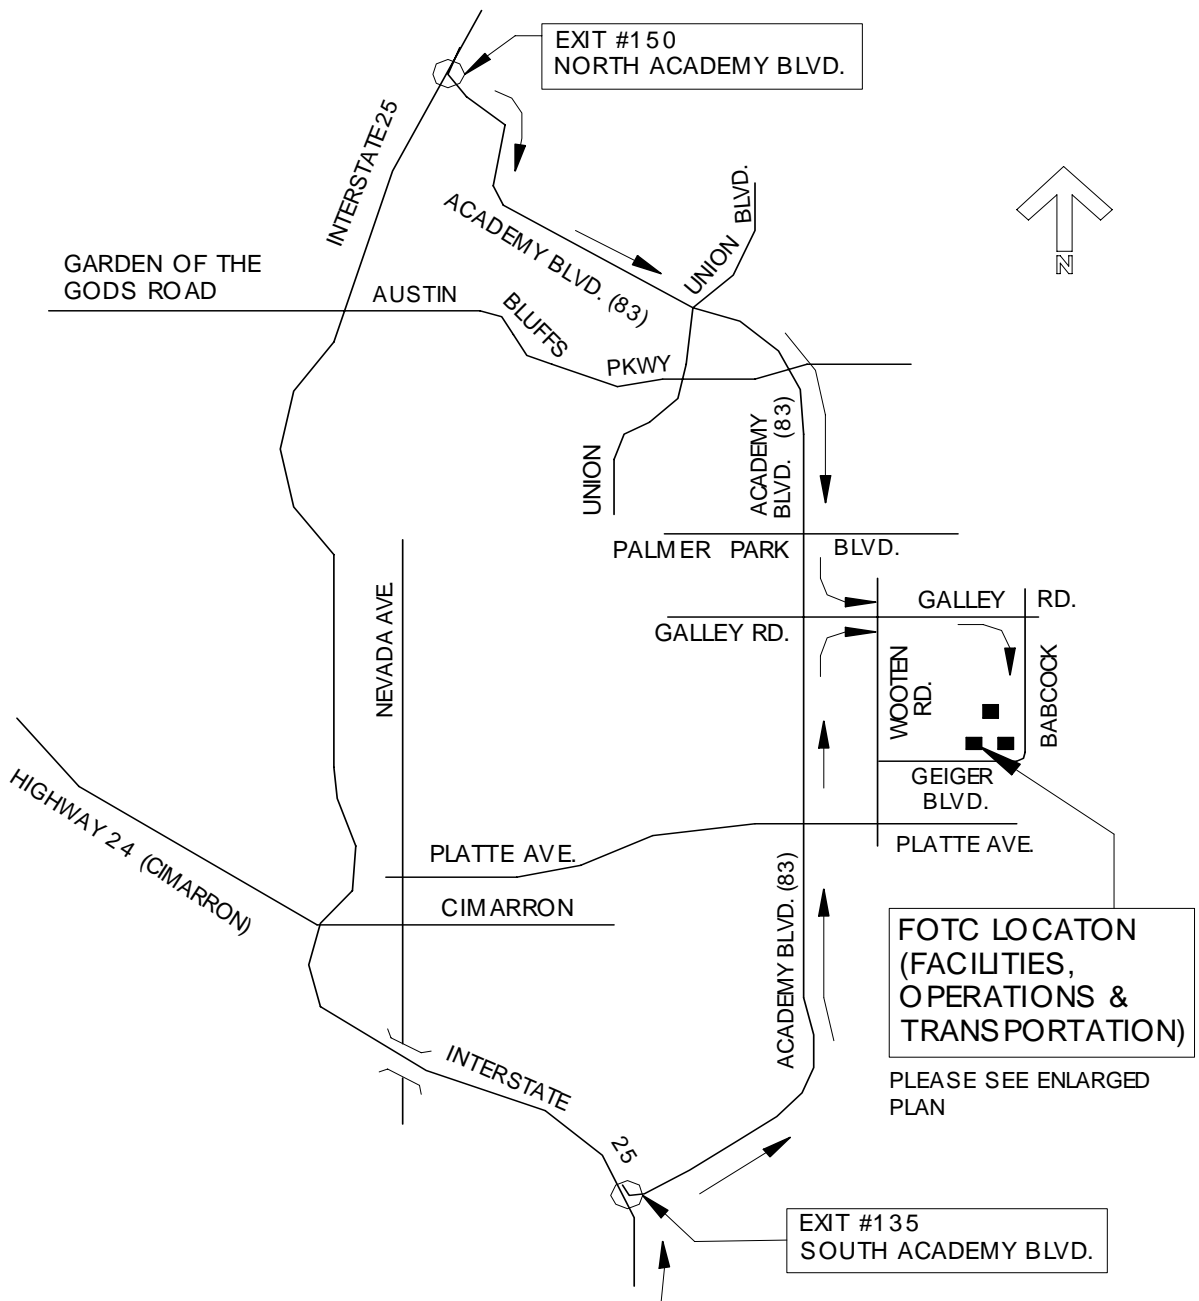 EXIT #150
NORTH ACADEMY BLVD.
INTERSTATE 25
ACADEMY BLVD. (83)
UNION BLVD.
N
GARDEN OF THE
GODS ROAD
AUSTIN
BLUFFS
PKWY
UNION
ACADEMY
BLVD. (83)
PALMER PARK BLVD.
NEVADA AVE.
GALLEY RD.
GALLEY RD.
WOOTEN
RD.
BABCOCK
GEIGER
BLVD.
HIGHWAY 24 (CIMARRON)
PLATTE AVE.
PLATTE AVE.
CIMARRON
ACADEMY BLVD. (83)
FOTC LOCATON
(FACILITIES,
OPERATIONS &
TRANSPORTATION)
PLEASE SEE ENLARGED
PLAN
INTERSTATE 25
EXIT #135
SOUTH ACADEMY BLVD.